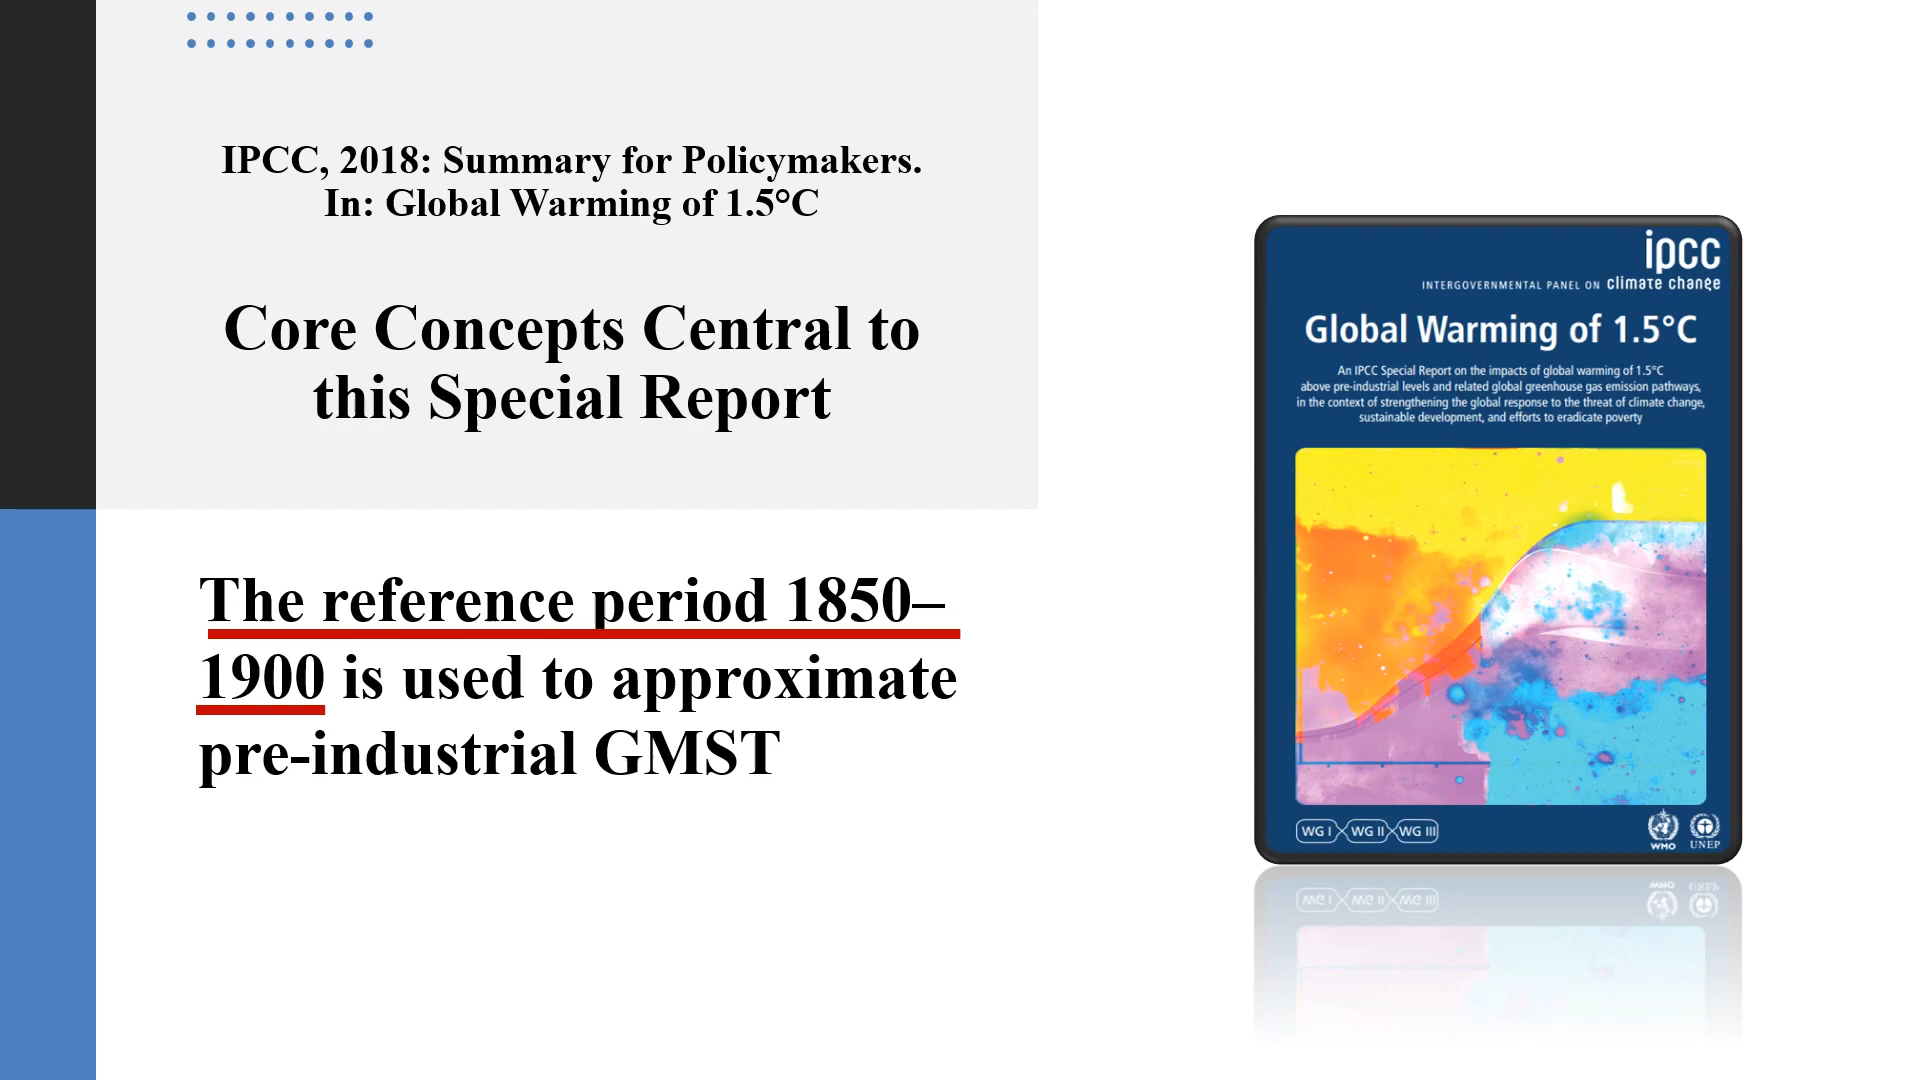 IPCC, 2018: Summary for Policymakers.
In: Global Warming of 1.5°C
Core Concepts Central to
this Special Report
The reference period 1850–
1900 is used to approximate
pre-industrial GMST
ipcc
INTERGOVERNMENTAL PANEL ON climate change
Global Warming of 1.5°C
An IPCC Special Report on the impacts of global warming of 1.5°C
above pre-industrial levels and related global greenhouse gas emission pathways,
in the context of strengthening the global response to the threat of climate change,
sustainable development, and efforts to eradicate poverty
WG I WG II WG III
WMO UNEP